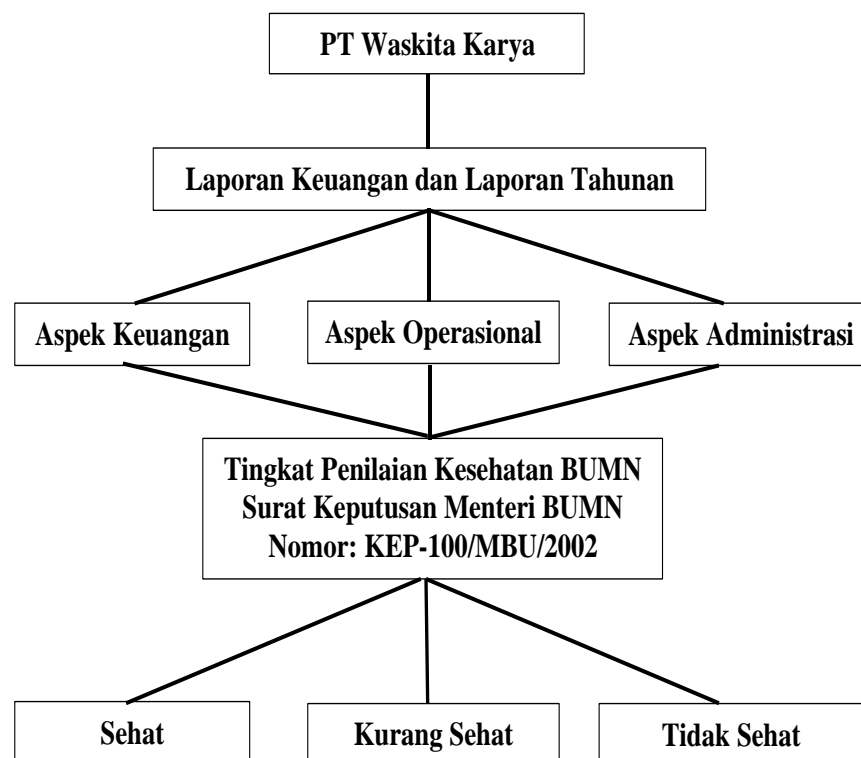 PT Waskita Karya
Laporan Keuangan dan Laporan Tahunan
Aspek Keuangan
Aspek Operasional
Aspek Administrasi
Tingkat Penilaian Kesehatan BUMN
Surat Keputusan Menteri BUMN
Nomor: KEP-100/MBU/2002
Sehat
Kurang Sehat
Tidak Sehat